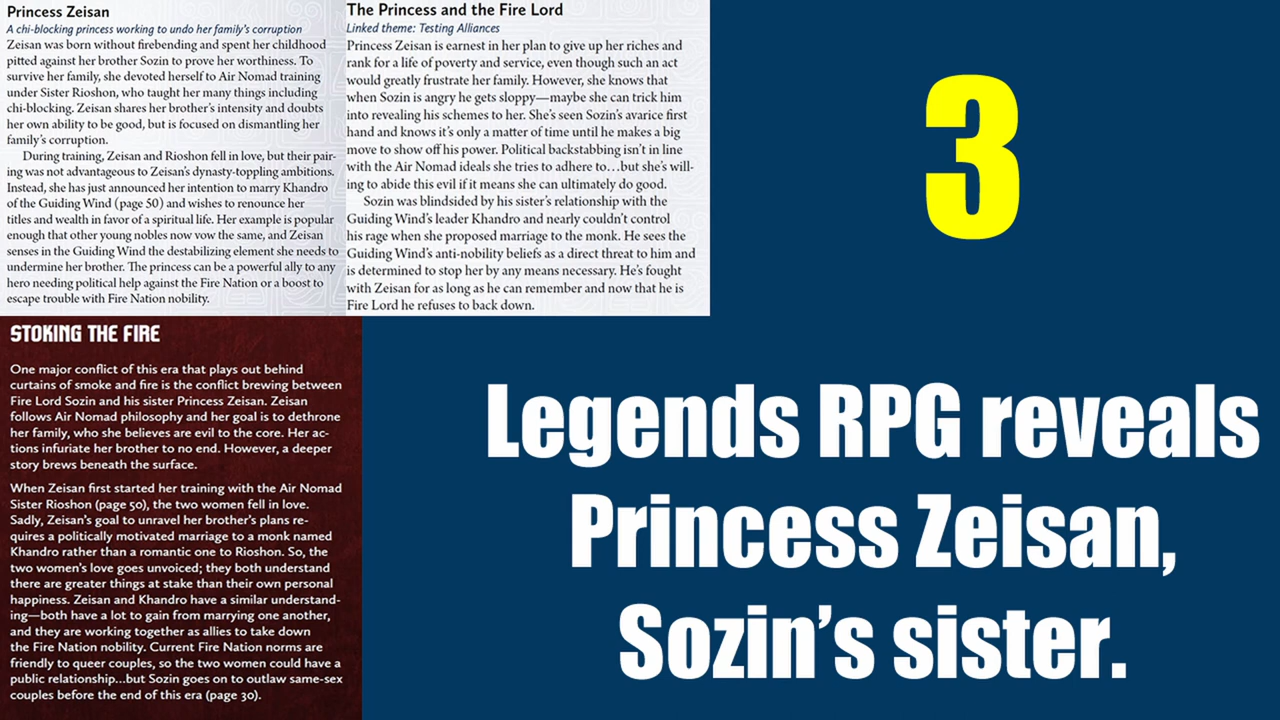 Princess Zeisan
A chi-blocking princess working to undo her family's corruption
Zeisan was born without firebending and spent her childhood
pitted against her brother Sozin to prove her worthiness. To
survive her family, she devoted herself to Air Nomad training
under Sister Rioshon, who taught her many things including
chi-blocking. Zeisan shares her brother's intensity and doubts
her own ability to be good, but is focused on dismantling her
family's corruption.
During training, Zeisan and Rioshon fell in love, but their pair-
ing was not advantageous to Zeisan's dynasty-toppling ambitions.
Instead, she has just announced her intention to marry Khandro
of the Guiding Wind (page 50) and wishes to renounce her
titles and wealth in favor of a spiritual life. Her example is popular
enough that other young nobles now vow the same, and Zeisan
senses in the Guiding Wind the destabilizing element she needs to
undermine her brother. The princess can be a powerful ally to any
hero needing political help against the Fire Nation or a boost to
escape trouble with Fire Nation nobility.
The Princess and the Fire Lord
Linked theme: Testing Alliances
Princess Zeisan is earnest in her plan to give up her riches and
rank for a life of poverty and service, even though such an act
would greatly frustrate her family. However, she knows that
when Sozin is angry he gets sloppy—maybe she can trick him
into revealing his schemes to her. She's seen Sozin's avarice first
hand and knows it's only a matter of time until he makes a big
move to show off his power. Political backstabbing isn't in line
with the Air Nomad ideals she tries to adhere to…but she's will-
ing to abide this evil if it means she can ultimately do good.
Sozin was blindsided by his sister's relationship with the
Guiding Wind's leader Khandro and nearly couldn't control
his rage when she proposed marriage to the monk. He sees the
Guiding Wind's anti-nobility beliefs as a direct threat to him and
is determined to stop her by any means necessary. He's fought
with Zeisan for as long as he can remember and now that he is
Fire Lord he refuses to back down.
3
STOKING THE FIRE
One major conflict of this era that plays out behind
curtains of smoke and fire is the conflict brewing between
Fire Lord Sozin and his sister Princess Zeisan. Zeisan
follows Air Nomad philosophy and her goal is to dethrone
her family, who she believes are evil to the core. Her ac-
tions infuriate her brother to no end. However, a deeper
story brews beneath the surface.
When Zeisan first started her training with the Air Nomad
Sister Rioshon (page 50), the two women fell in love.
Sadly, Zeisan's goal to unravel her brother's plans re-
quires a politically motivated marriage to a monk named
Khandro rather than a romantic one to Rioshon. So, the
two women's love goes unvoiced; they both understand
there are greater things at stake than their own personal
happiness. Zeisan and Khandro have a similar understand-
ing—both have a lot to gain from marrying one another,
and they are working together as allies to take down
the Fire Nation nobility. Current Fire Nation norms are
friendly to queer couples, so the two women could have a
public relationship...but Sozin goes on to outlaw same-sex
couples before the end of this era (page 30).
Legends RPG reveals
Princess Zeisan,
Sozin's sister.